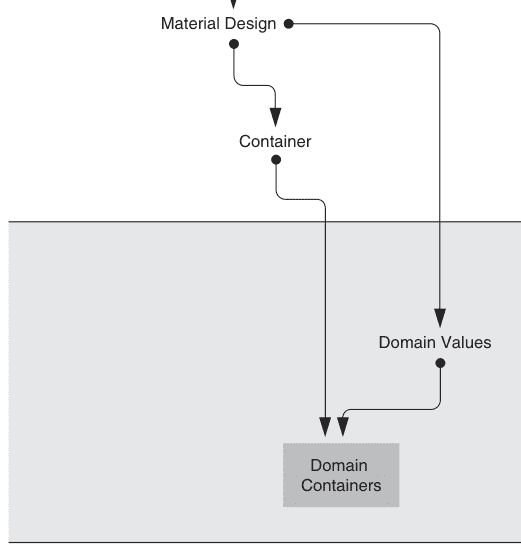 Material Design
Container
Domain Values
Domain
Containers